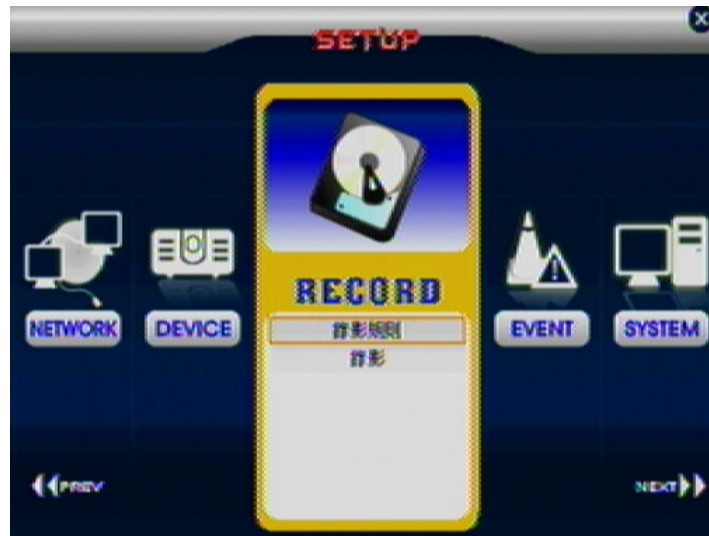 SETUP
RECORD
NETWORK
DEVICE
錄影規則
錄影
EVENT
SYSTEM
PREV
NEXT